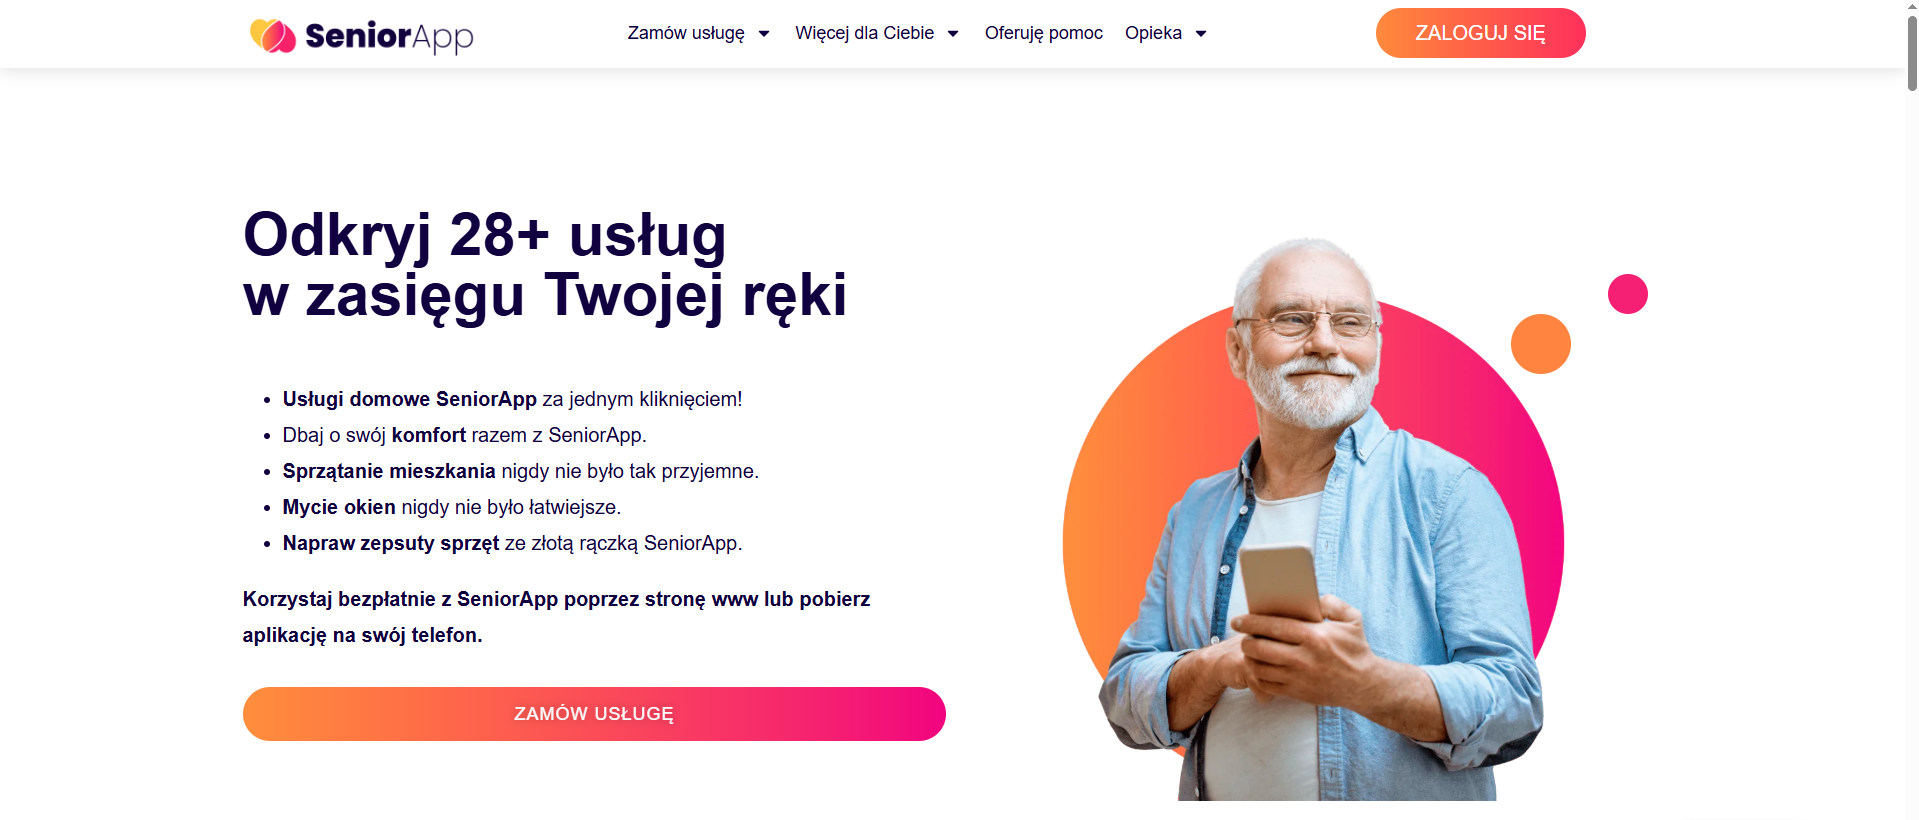 SeniorApp
Zamów usługę
Więcej dla Ciebie
Oferuję pomoc
Opieka
ZALOGUJ SIĘ
Odkryj 28+ usług
w zasięgu Twojej ręki
Usługi domowe SeniorApp za jednym kliknięciem!
Dbaj o swój komfort razem z SeniorApp.
Sprzątanie mieszkania nigdy nie było tak przyjemne.
Mycie okien nigdy nie było łatwiejsze.
Napraw zepsuty sprzęt ze złotą rączką SeniorApp.
Korzystaj bezpłatnie z SeniorApp poprzez stronę www lub pobierz
aplikację na swój telefon.
ZAMÓW USŁUGĘ